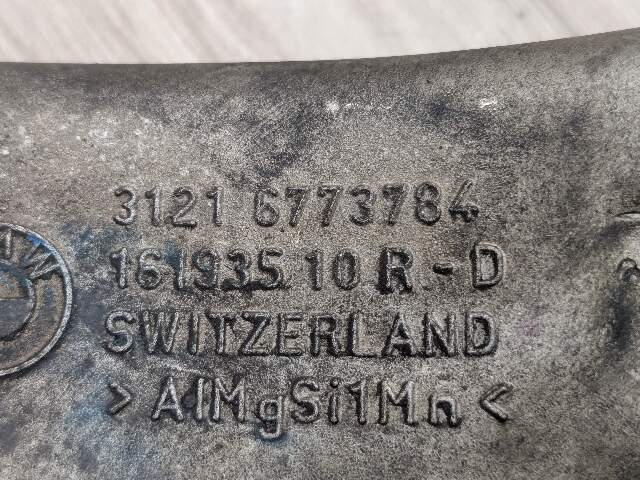 3121 6773784
161935 10 R - D
SWITZERLAND
> AlMgSi1Mn <